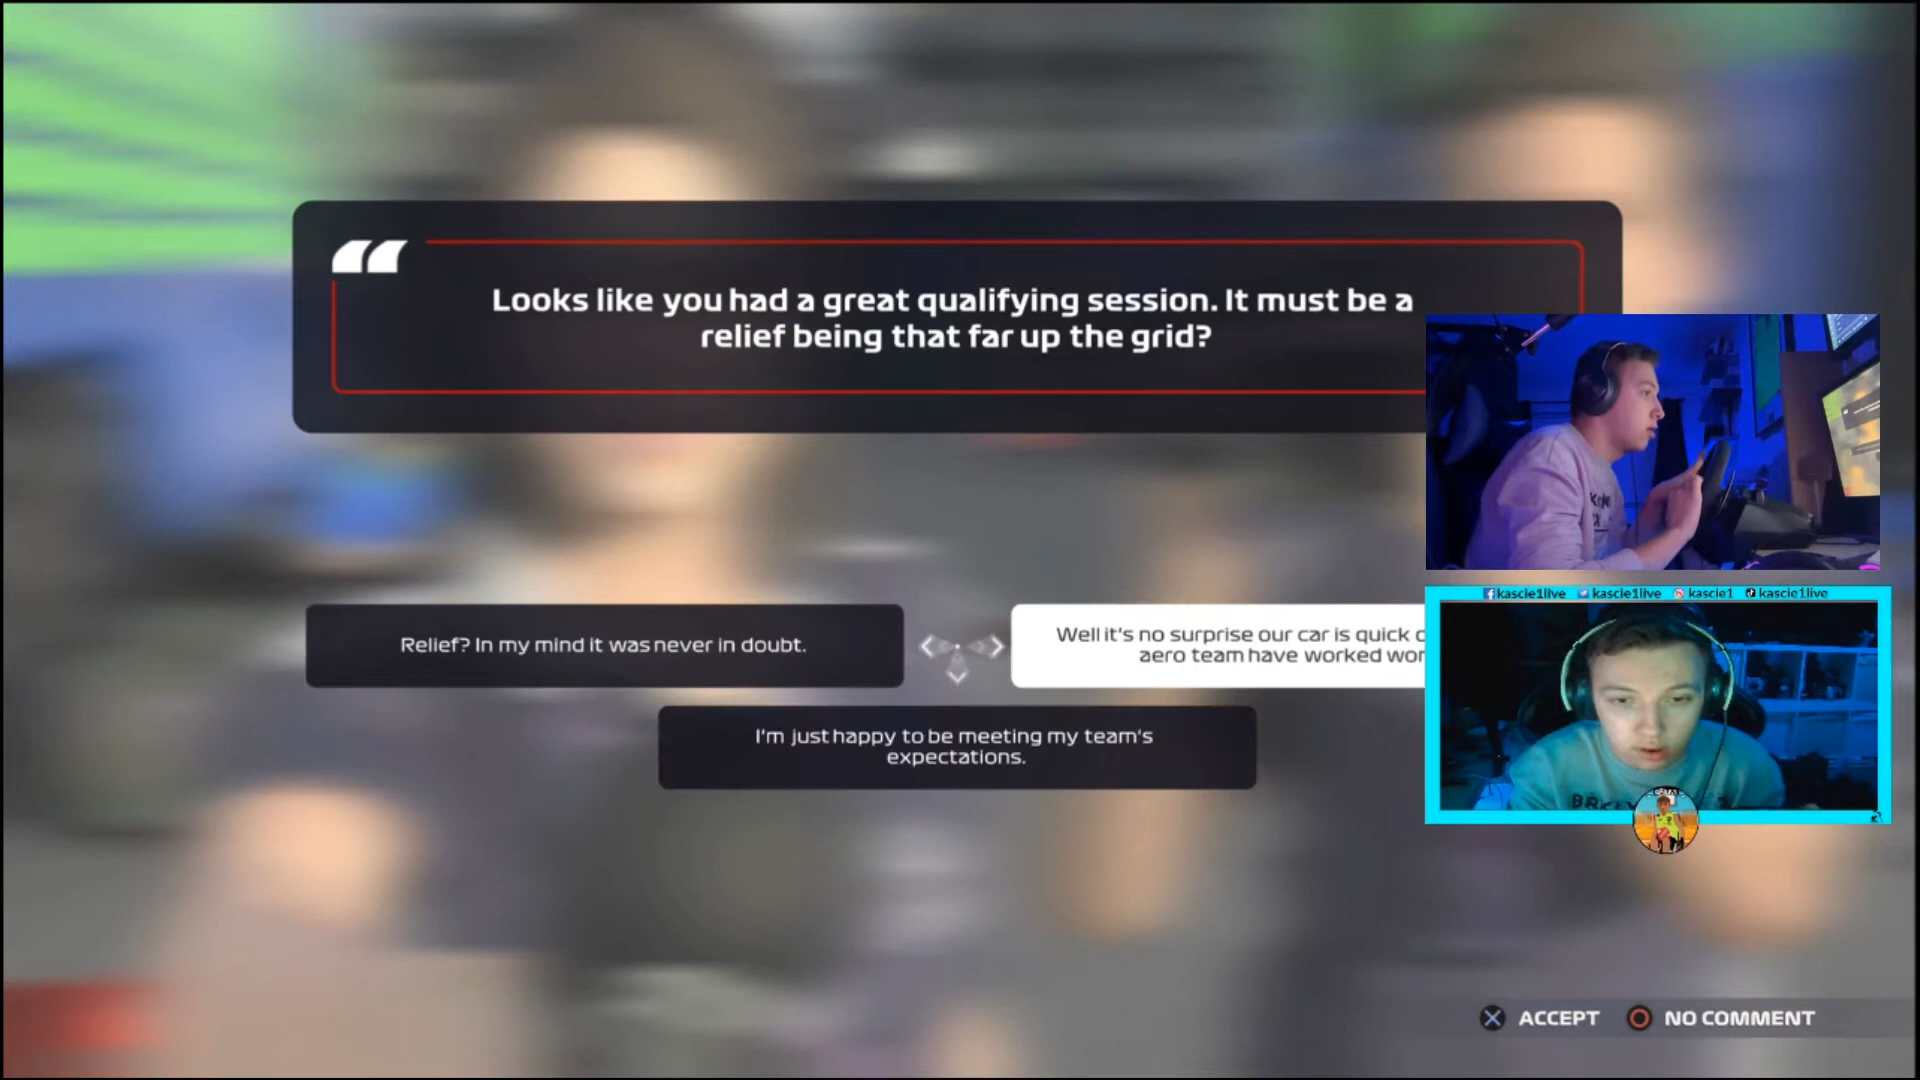 Looks like you had a great qualifying session. It must be a
relief being that far up the grid?
kascie1live kascie1live kascie1 kascie1live
Relief? In my mind it was never in doubt.
Well it's no surprise our car is quick
aero team have worked
I'm just happy to be meeting my team's
expectations.
ACCEPT NO COMMENT